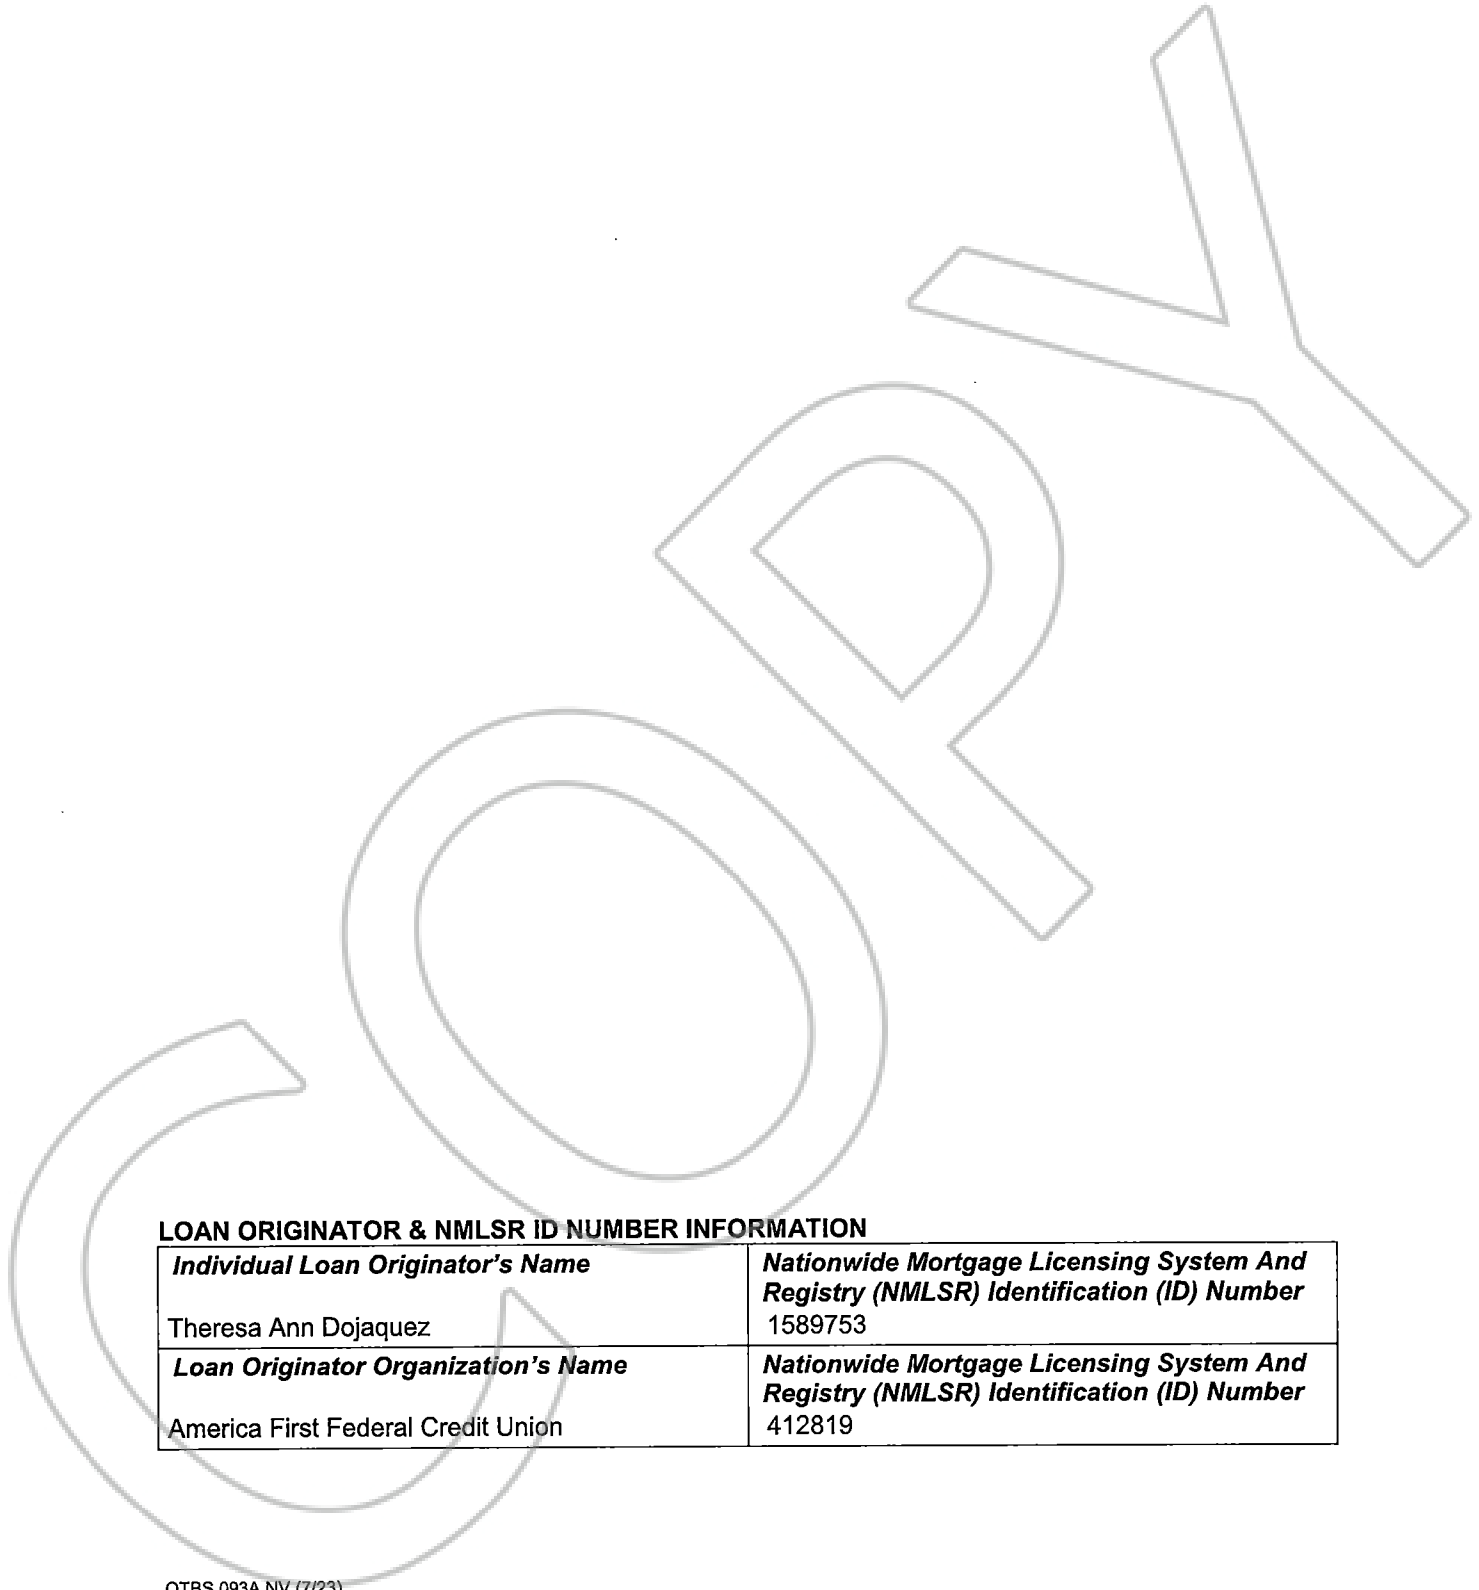 COPY
LOAN ORIGINATOR & NMLSR ID NUMBER INFORMATION
Individual Loan Originator's Name
Theresa Ann Dojaquez
Nationwide Mortgage Licensing System And
Registry (NMLSR) Identification (ID) Number
1589753
Loan Originator Organization's Name
America First Federal Credit Union
Nationwide Mortgage Licensing System And
Registry (NMLSR) Identification (ID) Number
412819
OTBS 093A NV (7/23)